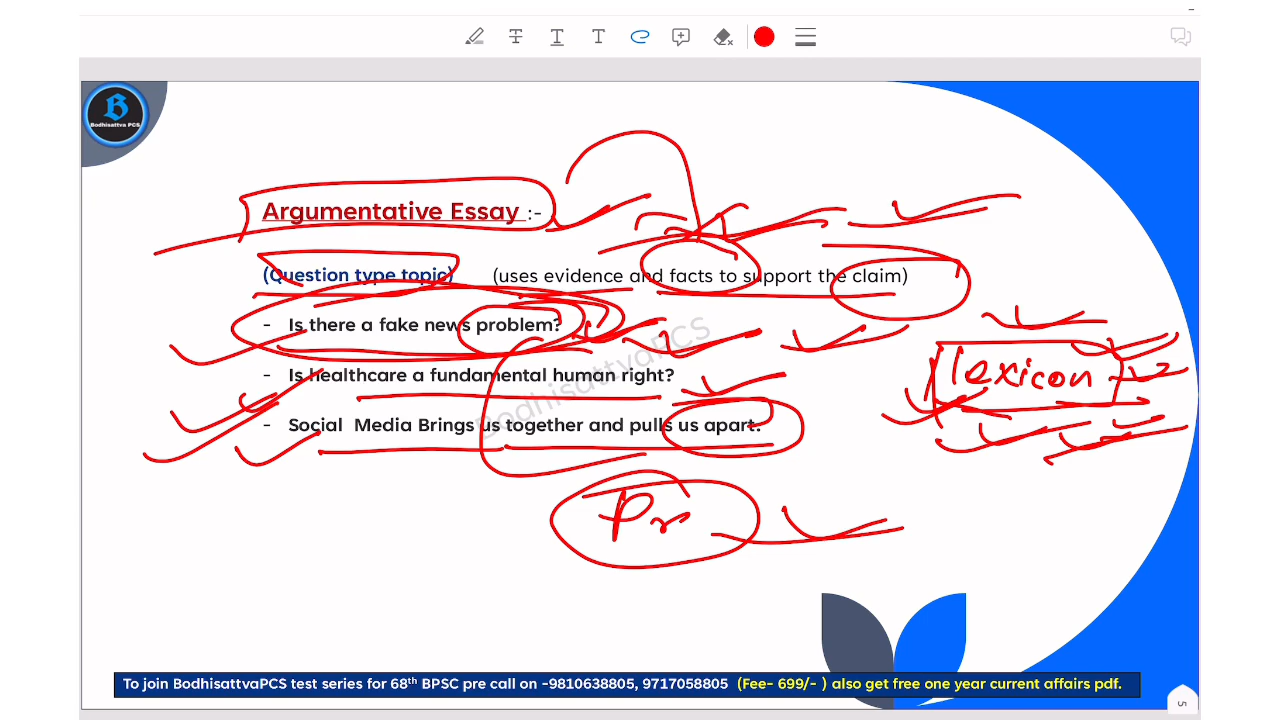 Bodhisattva PCS
Argumentative Essay :-
(Question type topic) (uses evidence and facts to support the claim)
- Is there a fake news problem?
- Is healthcare a fundamental human right?
- Social Media Brings us together and pulls us apart.
lexicon
Pr
BodhisattvaPCS
To join BodhisattvaPCS test series for 68th BPSC pre call on -9810638805, 9717058805 (Fee- 699/- ) also get free one year current affairs pdf.
5